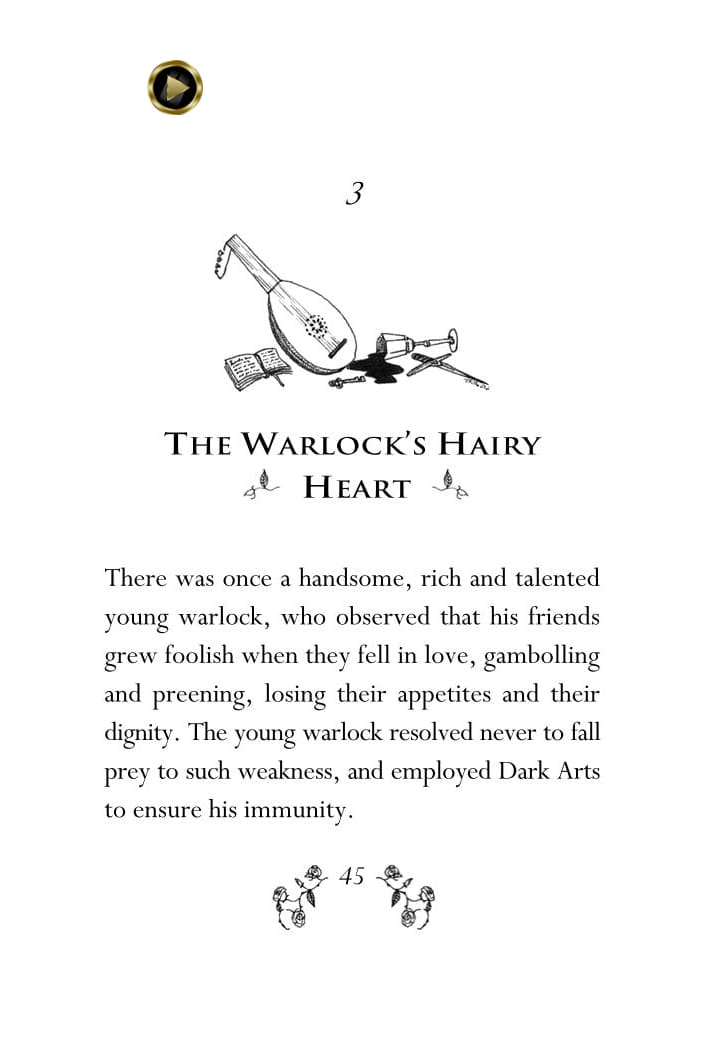 3
THE WARLOCK'S HAIRY
HEART
There was once a handsome, rich and talented
young warlock, who observed that his friends
grew foolish when they fell in love, gambolling
and preening, losing their appetites and their
dignity. The young warlock resolved never to fall
prey to such weakness, and employed Dark Arts
to ensure his immunity.
45